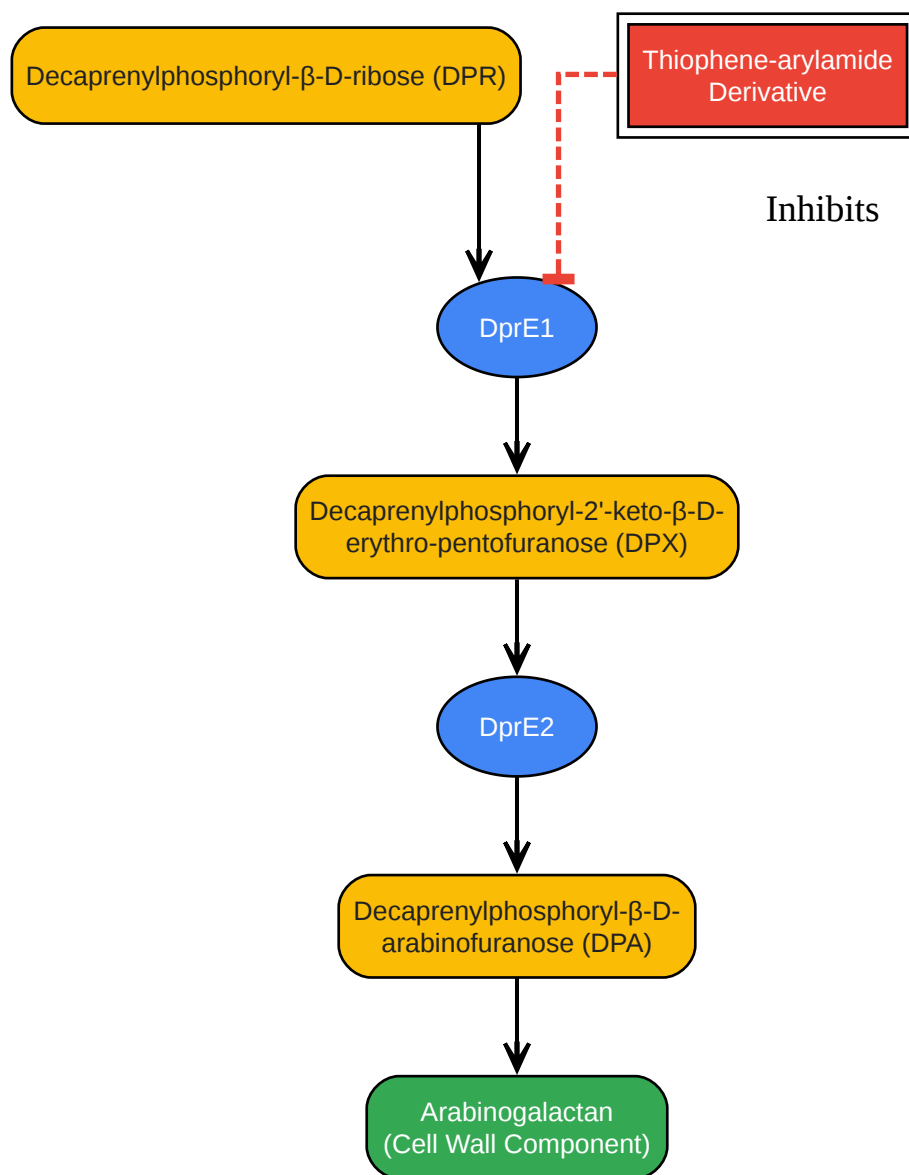 Decaprenylphosphoryl-β-D-ribose (DPR)
Thiophene-arylamide
Derivative
Inhibits
DprE1
Decaprenylphosphoryl-2'-keto-β-D-
erythro-pentofuranose (DPX)
DprE2
Decaprenylphosphoryl-β-D-
arabinofuranose (DPA)
Arabinogalactan
(Cell Wall Component)